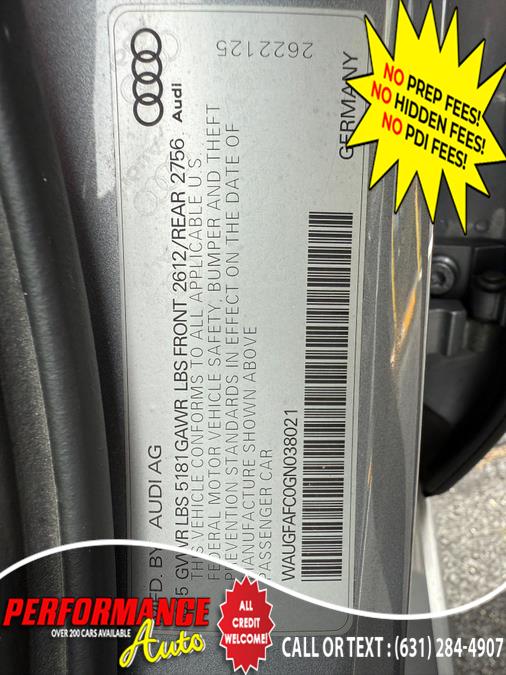 FD. BY AUDI AG
5 GVWR LBS 5181 GAWR LBS FRONT 2612/REAR 2756
THIS VEHICLE CONFORMS TO ALL APPLICABLE U.S.
FEDERAL MOTOR VEHICLE SAFETY, BUMPER AND THEFT
PREVENTION STANDARDS IN EFFECT ON THE DATE OF
MANUFACTURE SHOWN ABOVE
PASSENGER CAR
WAUGFAFC0GN038021
Audi
2622125
GERMANY
NO PREP FEES!
NO HIDDEN FEES!
NO PDI FEES!
PERFORMANCE
OVER 200 CARS AVAILABLE
Auto
ALL
CREDIT
WELCOME!
CALL OR TEXT : (631) 284-4907